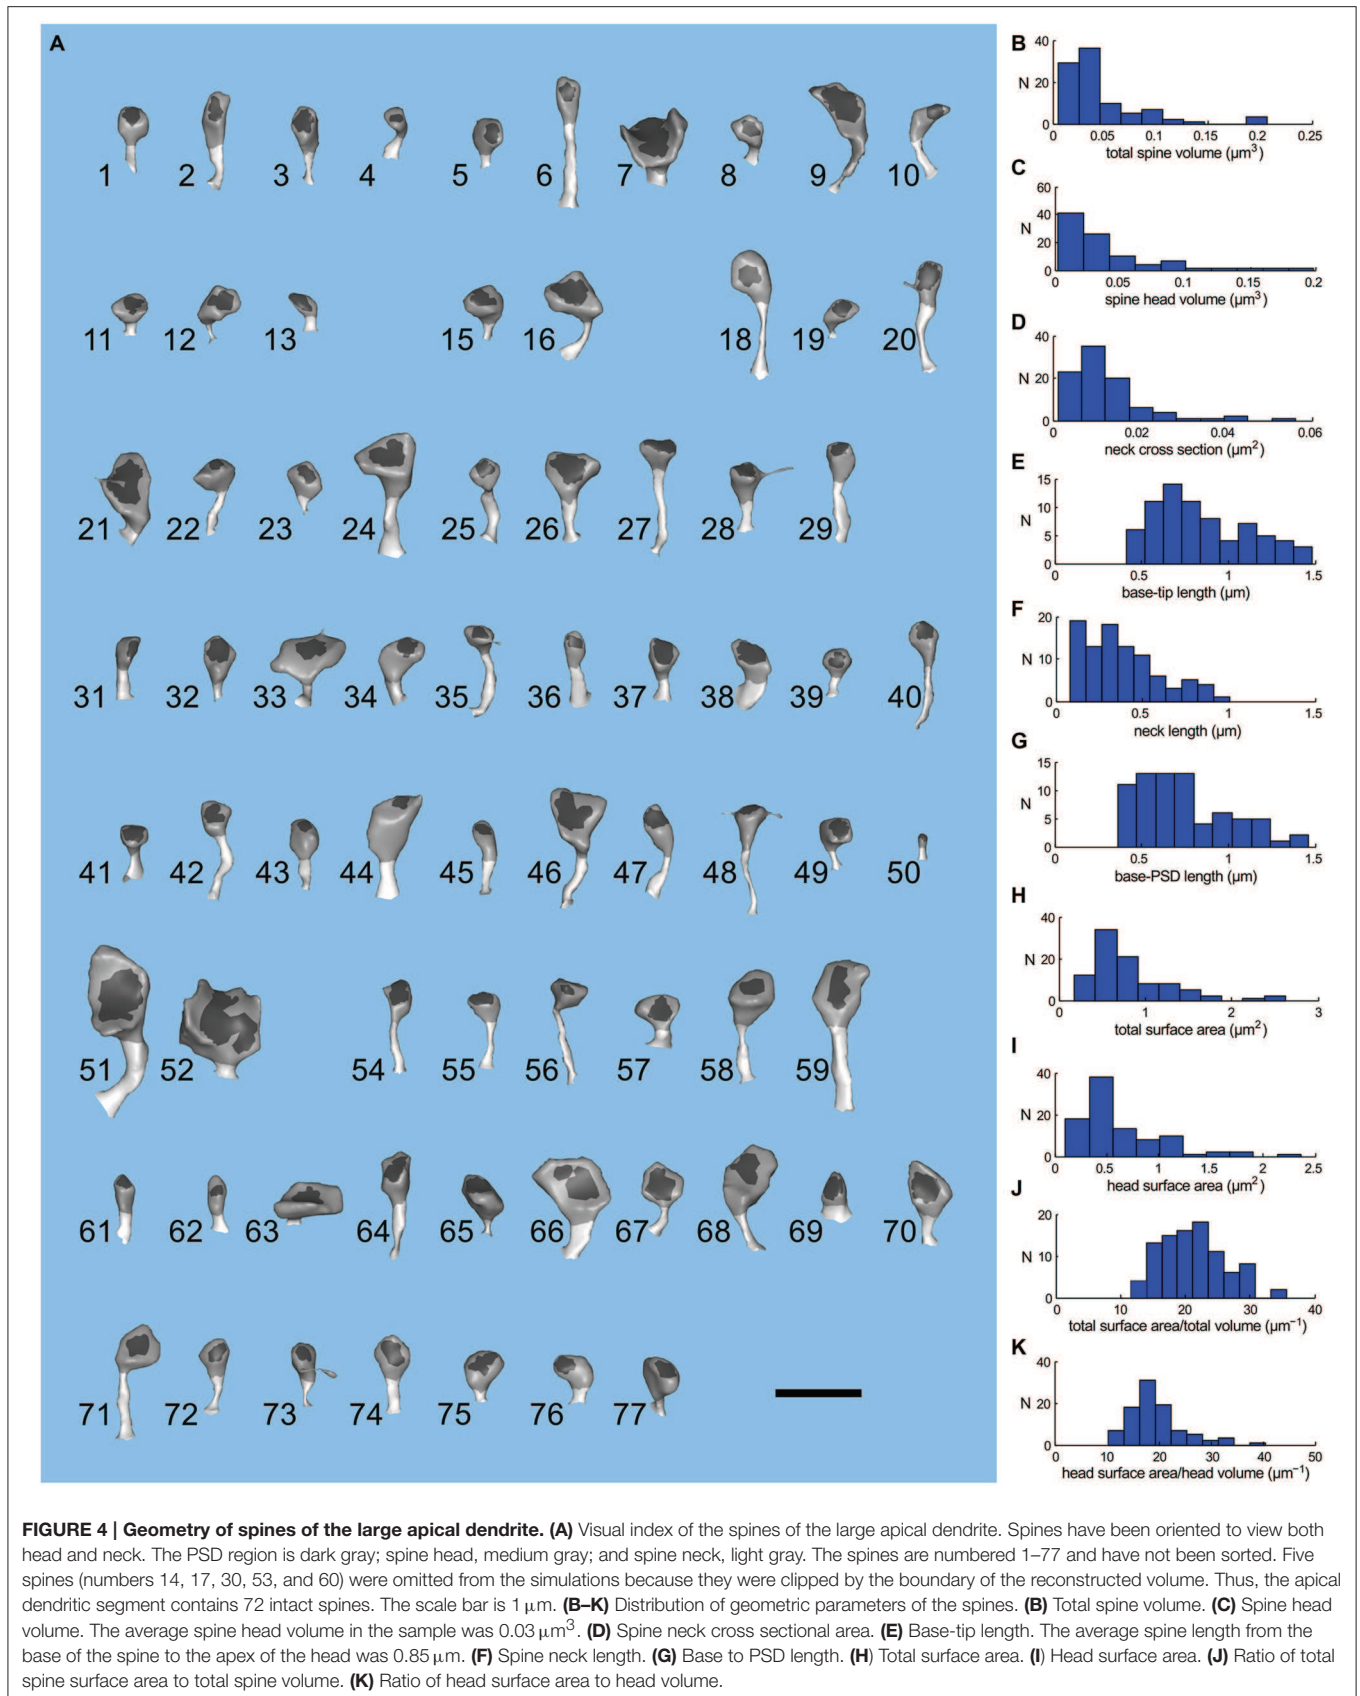 A
1 2 3 4 5 6 7 8 9 10
11 12 13 15 16 18 19 20
21 22 23 24 25 26 27 28 29
31 32 33 34 35 36 37 38 39 40
41 42 43 44 45 46 47 48 49 50
51 52 54 55 56 57 58 59
61 62 63 64 65 66 67 68 69 70
71 72 73 74 75 76 77
B
40
N 20
0
0 0.05 0.1 0.15 0.2 0.25
total spine volume (µm³)
C
60
40
N
20
0
0 0.05 0.1 0.15 0.2
spine head volume (µm³)
D
40
N 20
0
0 0.02 0.04 0.06
neck cross section (µm²)
E
15
10
N
5
0
0 0.5 1 1.5
base-tip length (µm)
F
20
N 10
0
0 0.5 1 1.5
neck length (µm)
G
15
10
N
5
0
0 0.5 1 1.5
base-PSD length (µm)
H
40
N 20
0
0 1 2 3
total surface area (µm²)
I
40
N 20
0
0 0.5 1 1.5 2 2.5
head surface area (µm²)
J
20
N 10
0
0 10 20 30 40
total surface area/total volume (µm⁻¹)
K
40
N 20
0
0 10 20 30 40 50
head surface area/head volume (µm⁻¹)
FIGURE 4 | Geometry of spines of the large apical dendrite. (A) Visual index of the spines of the large apical dendrite. Spines have been oriented to view both
head and neck. The PSD region is dark gray; spine head, medium gray; and spine neck, light gray. The spines are numbered 1–77 and have not been sorted. Five
spines (numbers 14, 17, 30, 53, and 60) were omitted from the simulations because they were clipped by the boundary of the reconstructed volume. Thus, the apical
dendritic segment contains 72 intact spines. The scale bar is 1 µm. (B–K) Distribution of geometric parameters of the spines. (B) Total spine volume. (C) Spine head
volume. The average spine head volume in the sample was 0.03 µm³. (D) Spine neck cross sectional area. (E) Base-tip length. The average spine length from the
base of the spine to the apex of the head was 0.85 µm. (F) Spine neck length. (G) Base to PSD length. (H) Total surface area. (I) Head surface area. (J) Ratio of total
spine surface area to total spine volume. (K) Ratio of head surface area to head volume.